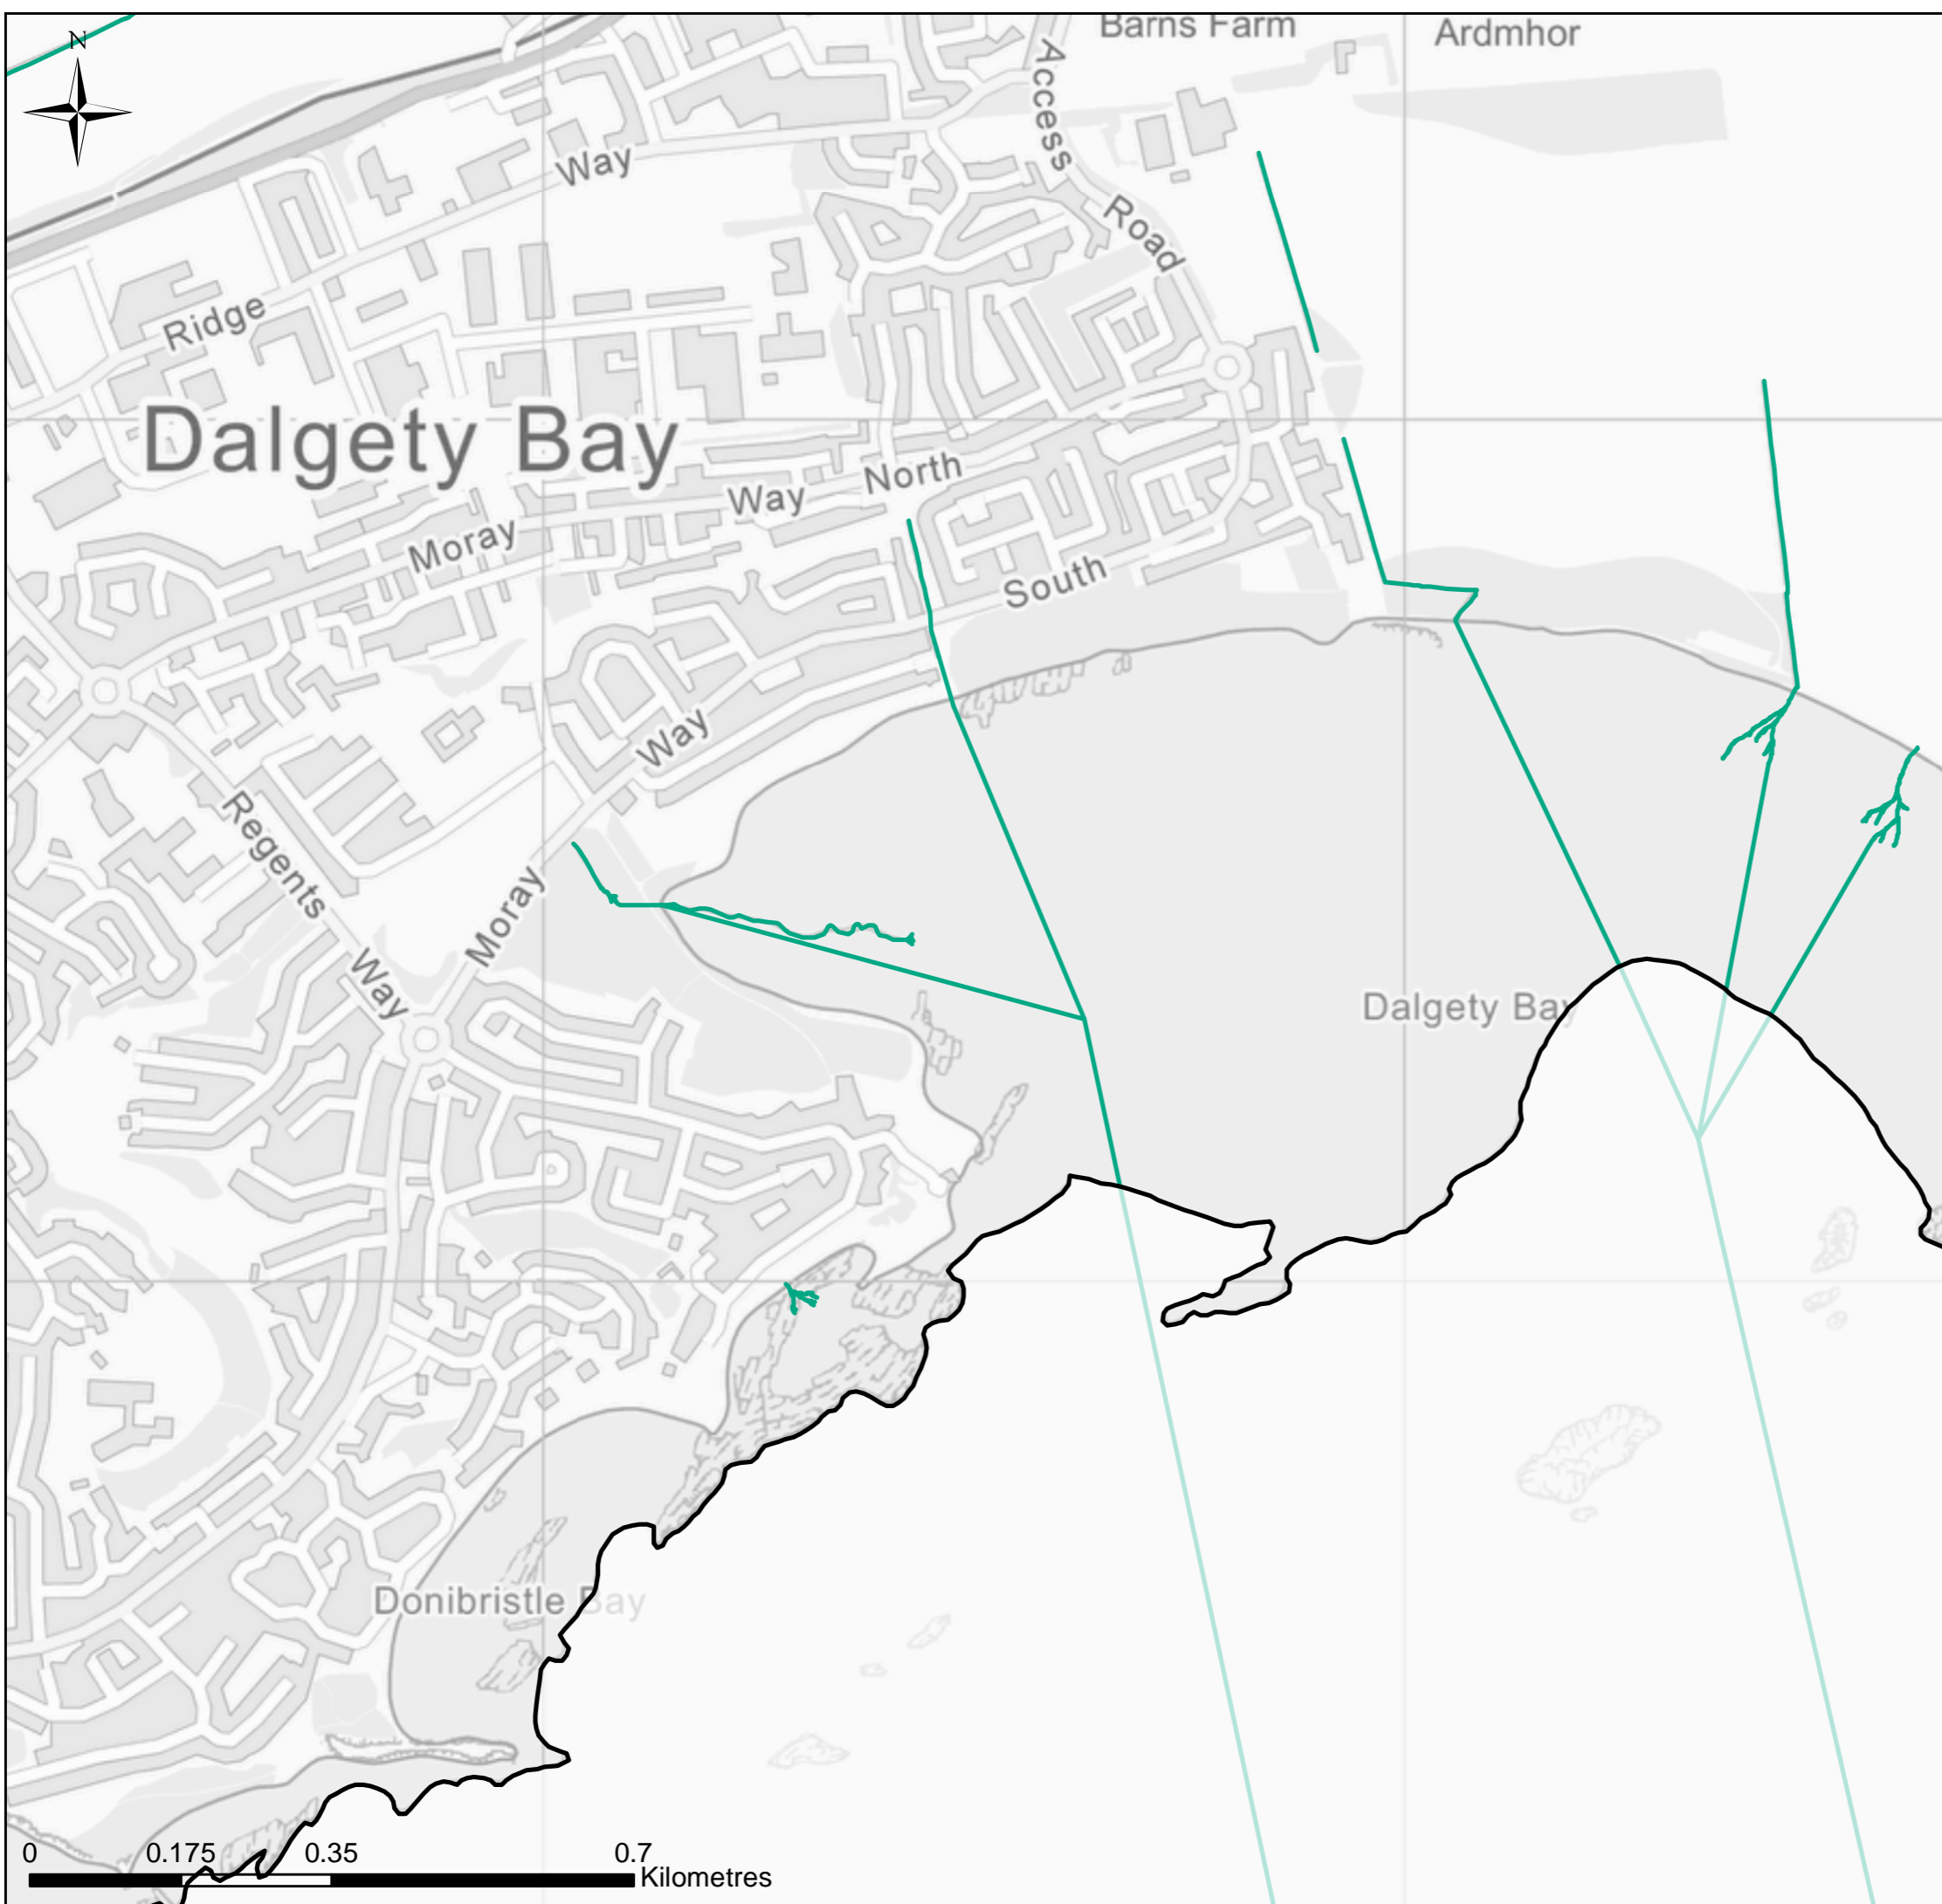 Barns Farm
Ardmhor
N
Access
Road
Way
Ridge
Dalgety Bay
North
Way
Moray
South
Way
Regents
Way
Moray
Dalgety Bay
Donibristle Bay
0 0.175 0.35 0.7
Kilometres